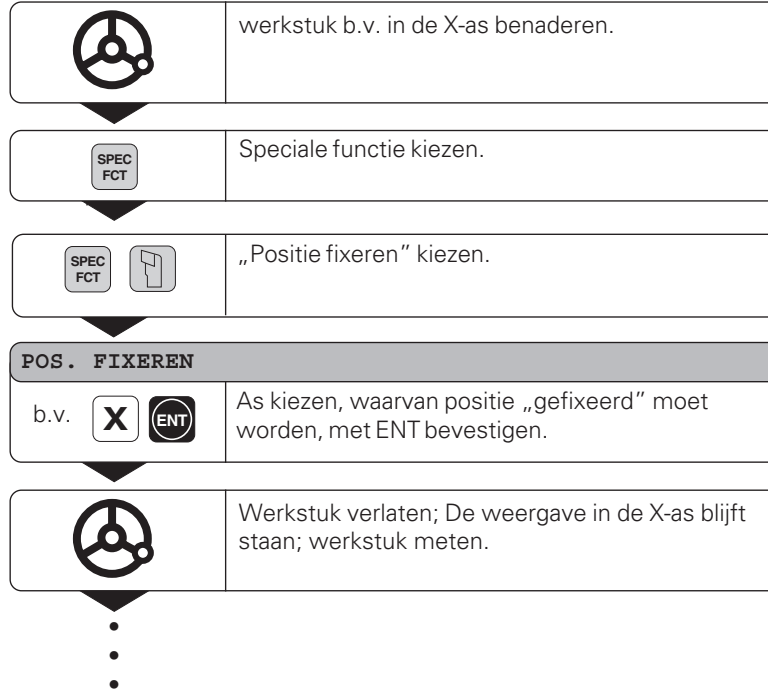 werkstuk b.v. in de X-as benaderen.
SPEC
FCT
Speciale functie kiezen.
SPEC
FCT
„Positie fixeren” kiezen.
POS. FIXEREN
b.v. X ENT
As kiezen, waarvan positie „gefixeerd” moet
worden, met ENT bevestigen.
Werkstuk verlaten; De weergave in de X-as blijft
staan; werkstuk meten.